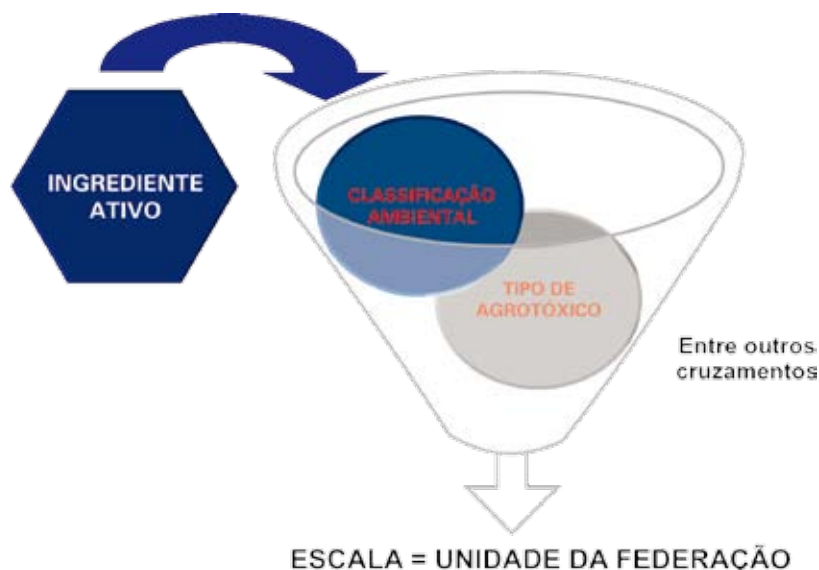 INGREDIENTE
ATIVO
CLASSIFICAÇÃO
AMBIENTAL
TIPO DE
AGROTÓXICO
Entre outros
cruzamentos
ESCALA = UNIDADE DA FEDERAÇÃO